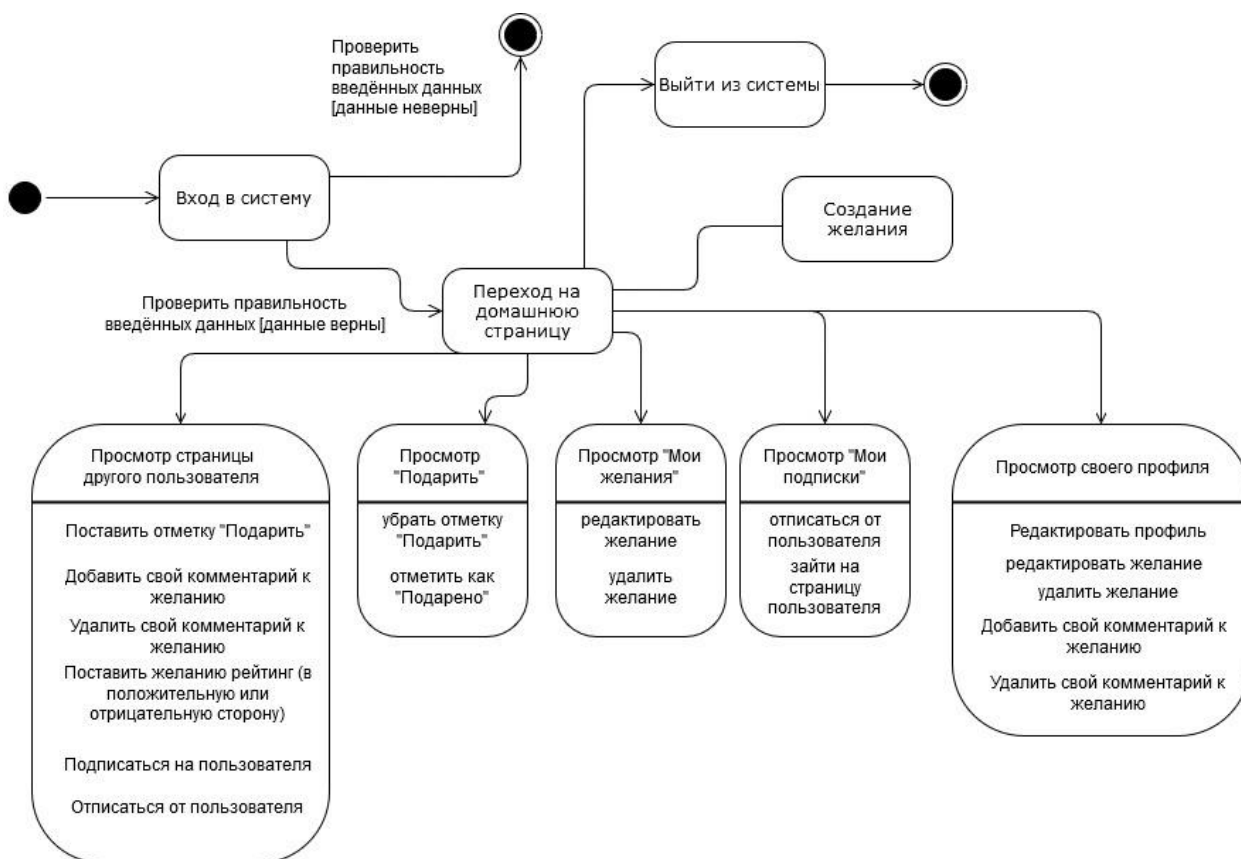 Проверить
правильность
введённых данных
[данные неверны]
Выйти из системы
Вход в систему
Создание
желания
Проверить правильность
введённых данных [данные верны]
Переход на
домашнюю
страницу
Просмотр страницы
другого пользователя
Поставить отметку "Подарить"
Добавить свой комментарий к
желанию
Удалить свой комментарий к
желанию
Поставить желанию рейтинг (в
положительную или
отрицательную сторону)
Подписаться на пользователя
Отписаться от пользователя
Просмотр
"Подарить"
убрать отметку
"Подарить"
отметить как
"Подарено"
Просмотр "Мои
желания"
редактировать
желание
удалить
желание
Просмотр "Мои
подписки"
отписаться от
пользователя
зайти на
страницу
пользователя
Просмотр своего профиля
Редактировать профиль
редактировать желание
удалить желание
Добавить свой комментарий к
желанию
Удалить свой комментарий к
желанию